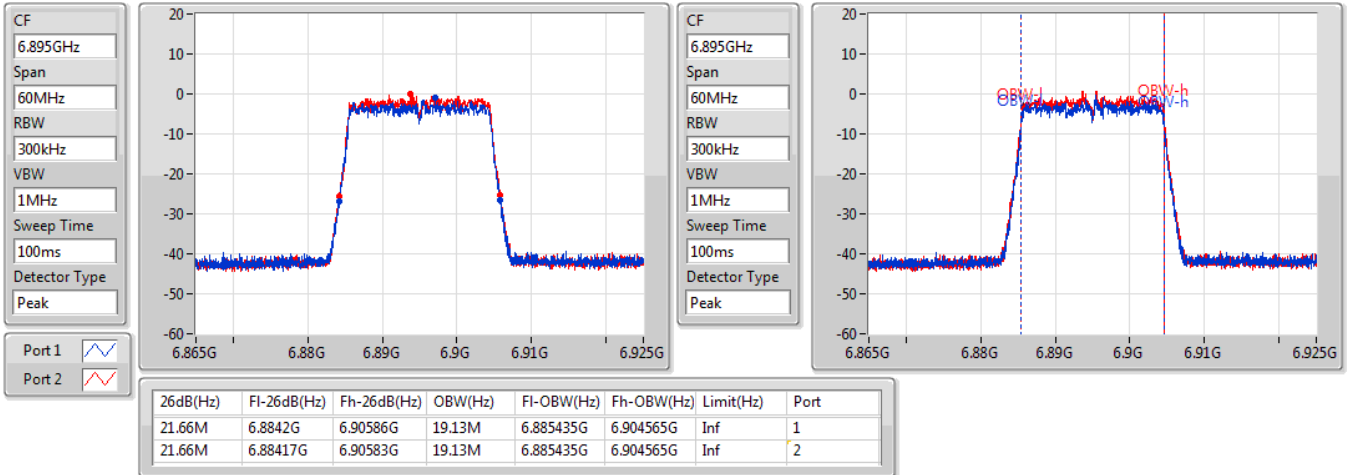 CF
6.895GHz
Span
60MHz
RBW
300kHz
VBW
1MHz
Sweep Time
100ms
Detector Type
Peak
Port 1
Port 2
20
10
0
-10
-20
-30
-40
-50
-60
6.865G 6.88G 6.89G 6.9G 6.91G 6.925G
CF
6.895GHz
Span
60MHz
RBW
300kHz
VBW
1MHz
Sweep Time
100ms
Detector Type
Peak
20
10
0
-10
-20
-30
-40
-50
-60
OBW-l OBW-h
OBW-l OBW-h
6.865G 6.88G 6.89G 6.9G 6.91G 6.925G
26dB(Hz) Fl-26dB(Hz) Fh-26dB(Hz) OBW(Hz) Fl-OBW(Hz) Fh-OBW(Hz) Limit(Hz) Port
21.66M 6.8842G 6.90586G 19.13M 6.885435G 6.904565G Inf 1
21.66M 6.88417G 6.90583G 19.13M 6.885435G 6.904565G Inf 2